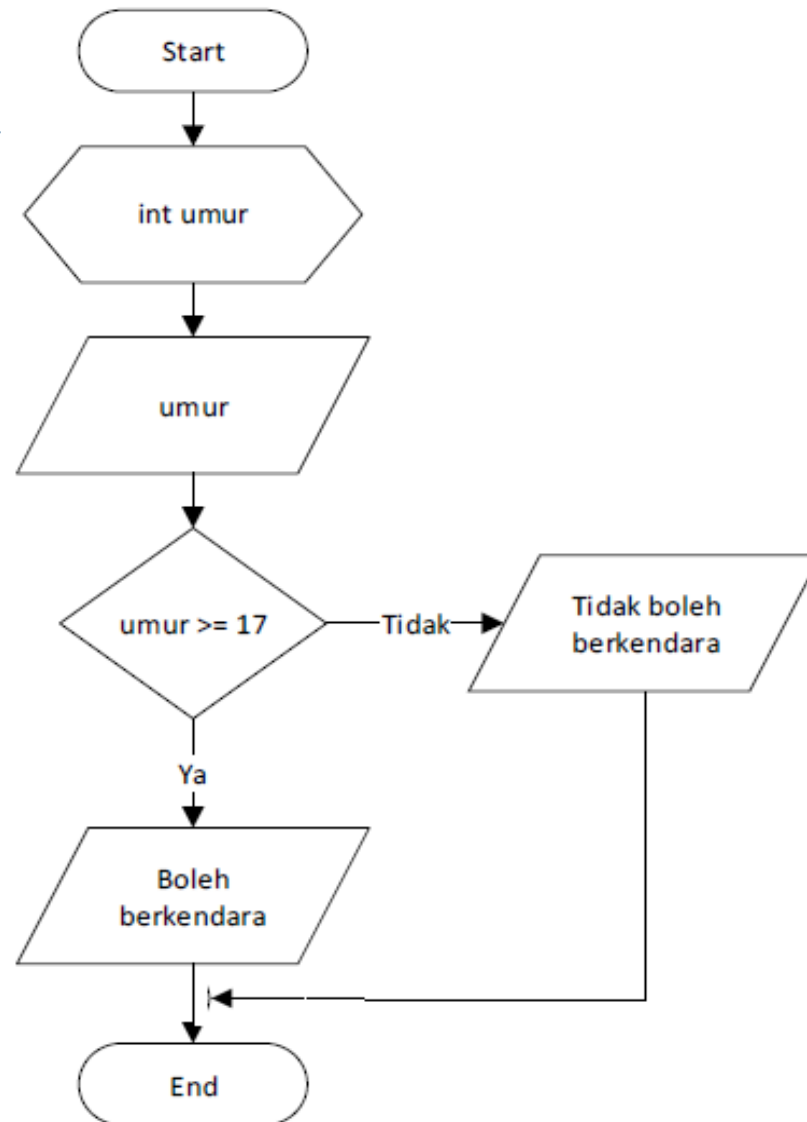 Start
int umur
umur
umur >= 17
Tidak
Tidak boleh
berkendara
Ya
Boleh
berkendara
End